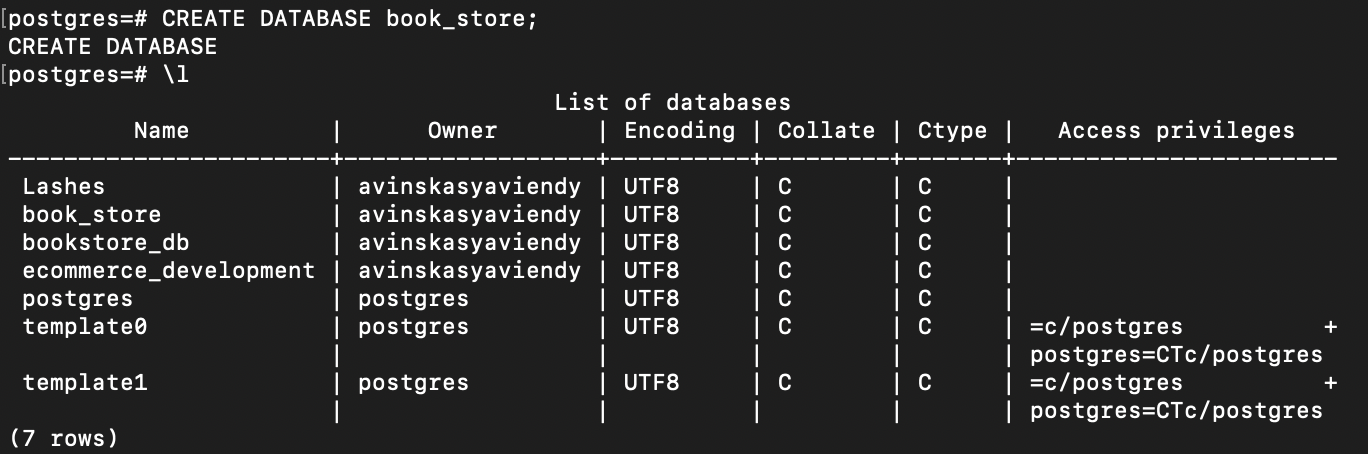 [postgres=# CREATE DATABASE book_store;
CREATE DATABASE
[postgres=# \l
                                       List of databases
         Name          |       Owner       | Encoding | Collate | Ctype |   Access privileges
-----------------------+-------------------+----------+---------+-------+-----------------------
 Lashes                | avinskasyaviendy | UTF8     | C       | C     |
 book_store            | avinskasyaviendy | UTF8     | C       | C     |
 bookstore_db          | avinskasyaviendy | UTF8     | C       | C     |
 ecommerce_development | avinskasyaviendy | UTF8     | C       | C     |
 postgres              | postgres         | UTF8     | C       | C     |
 template0             | postgres         | UTF8     | C       | C     | =c/postgres          +
                       |                  |          |         |       | postgres=CTc/postgres
 template1             | postgres         | UTF8     | C       | C     | =c/postgres          +
                       |                  |          |         |       | postgres=CTc/postgres
(7 rows)